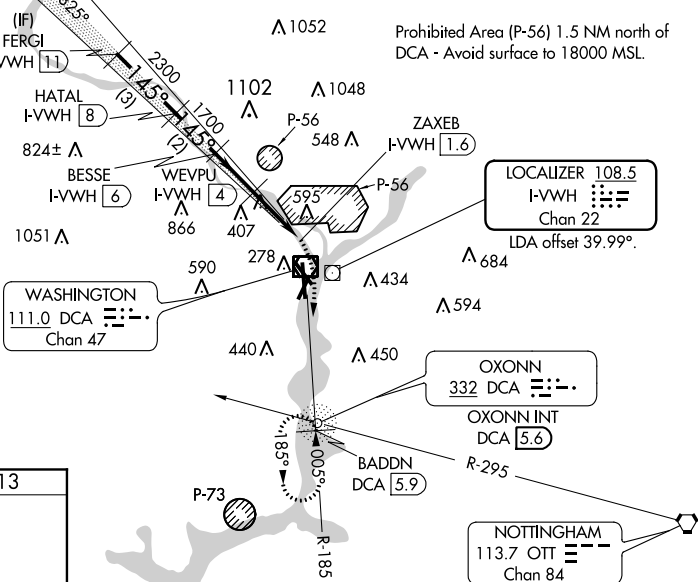 325°
(IF)
FERGI
VWH 11
145°
2300
(3)
HATAL
I-VWH 8
1700
145°
(2)
1052
1102
1048
Prohibited Area (P-56) 1.5 NM north of
DCA - Avoid surface to 18000 MSL.
P-56
548
ZAXEB
I-VWH 1.6
824±
BESSE
I-VWH 6
WEVPU
I-VWH 4
866
407
595
P-56
LOCALIZER 108.5
I-VWH
Chan 22
LDA offset 39.99°.
1051
590
278
434
684
594
WASHINGTON
111.0 DCA
Chan 47
440
450
OXONN
332 DCA
OXONN INT
DCA 5.6
BADDN
DCA 5.9
185°
005°
R-295
R-185
13
P-73
NOTTINGHAM
113.7 OTT
Chan 84